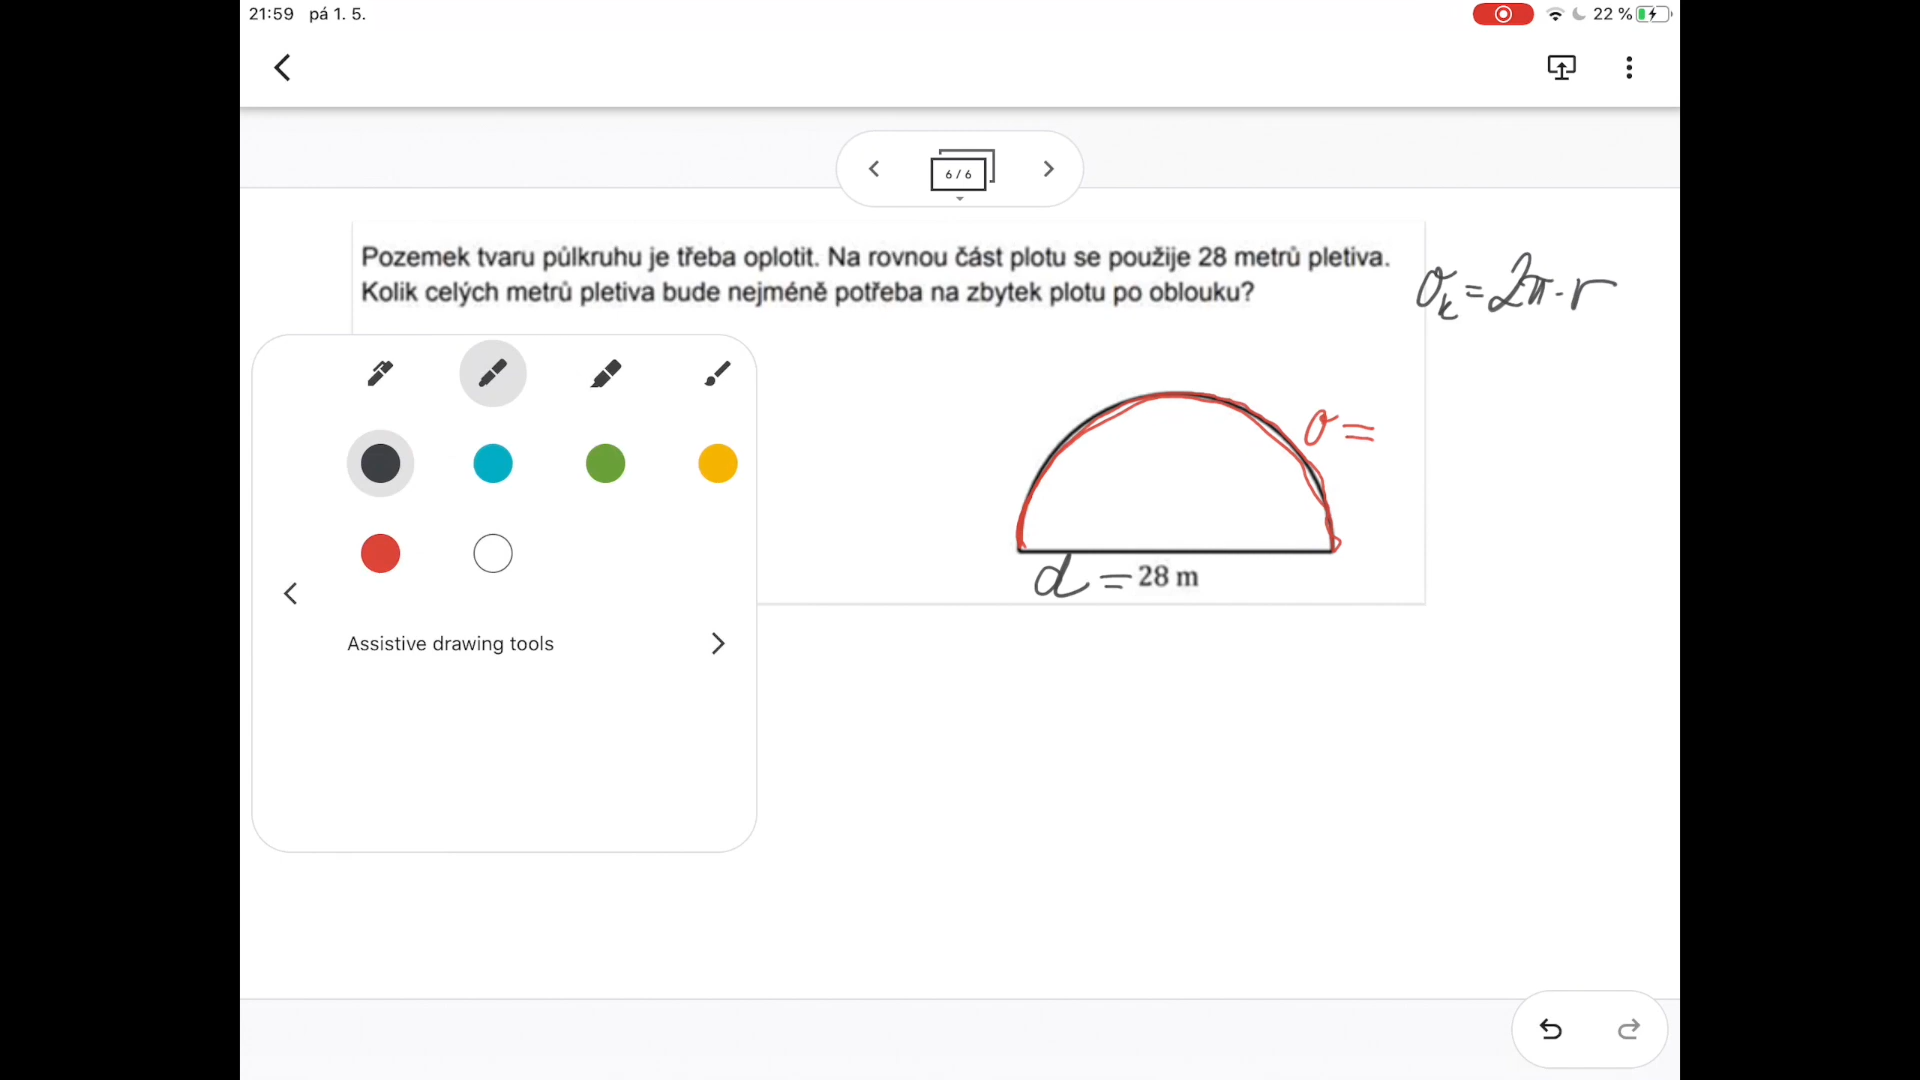 21:59 pá 1. 5.
22 %
6 / 6
Pozemek tvaru půlkruhu je třeba oplotit. Na rovnou část plotu se použije 28 metrů pletiva.
Kolik celých metrů pletiva bude nejméně potřeba na zbytek plotu po oblouku?
σk = 2π · r
σ =
d = 28 m
Assistive drawing tools